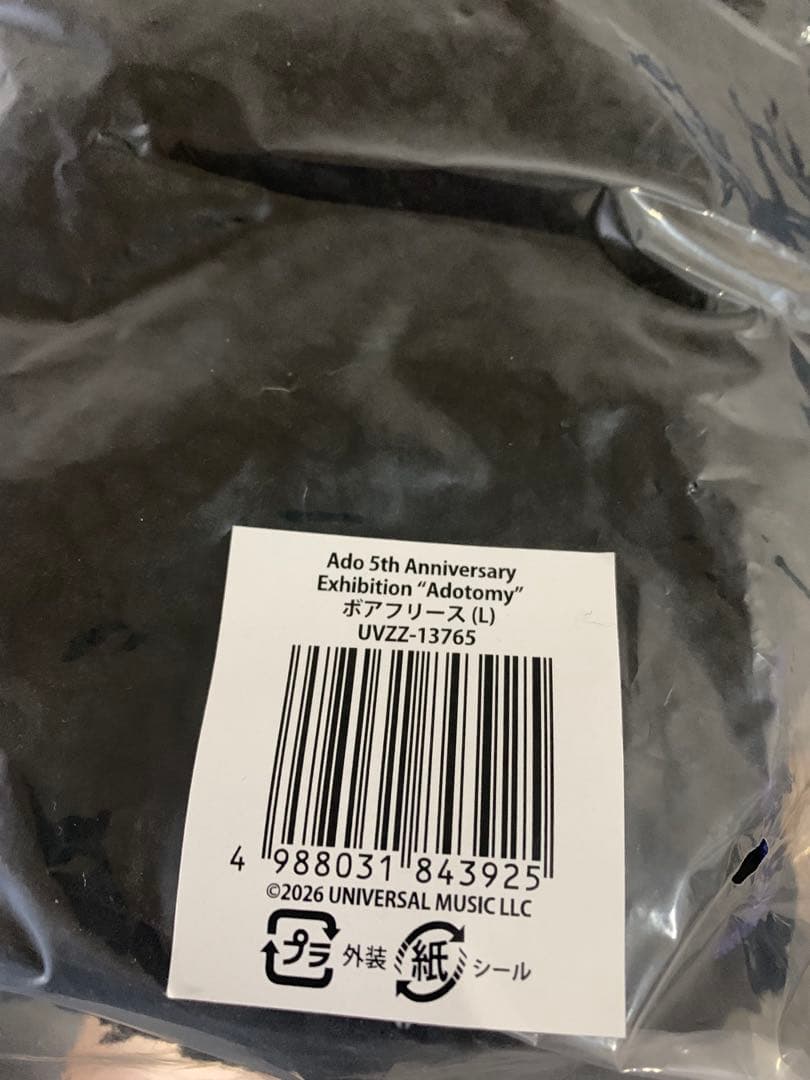 Ado 5th Anniversary
Exhibition “Adotomy”
ボアフリース (L)
UVZZ-13765
4 988031 843925
©2026 UNIVERSAL MUSIC LLC
プラ 外装 紙 シール